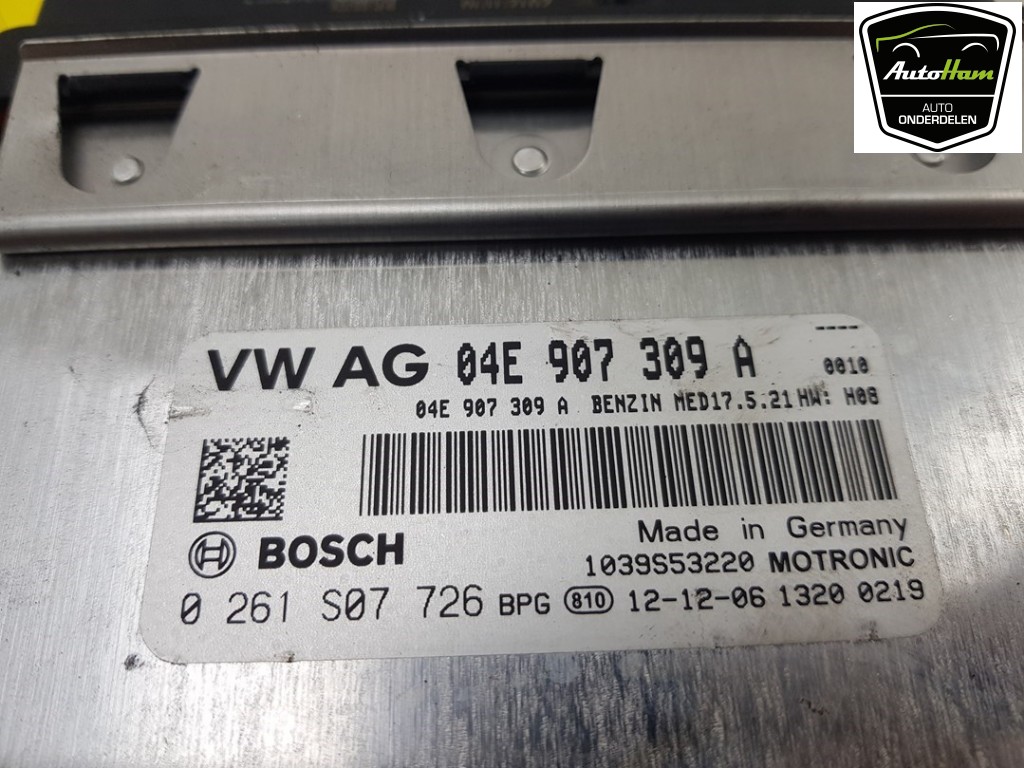 AutoHam
AUTO
ONDERDELEN
----
VW AG 04E 907 309 A 0010
04E 907 309 A BENZIN MED17.5.21 HW: H08
Made in Germany
BOSCH 1039S53220 MOTRONIC
0 261 S07 726 BPG 810 12-12-06 1320 0219